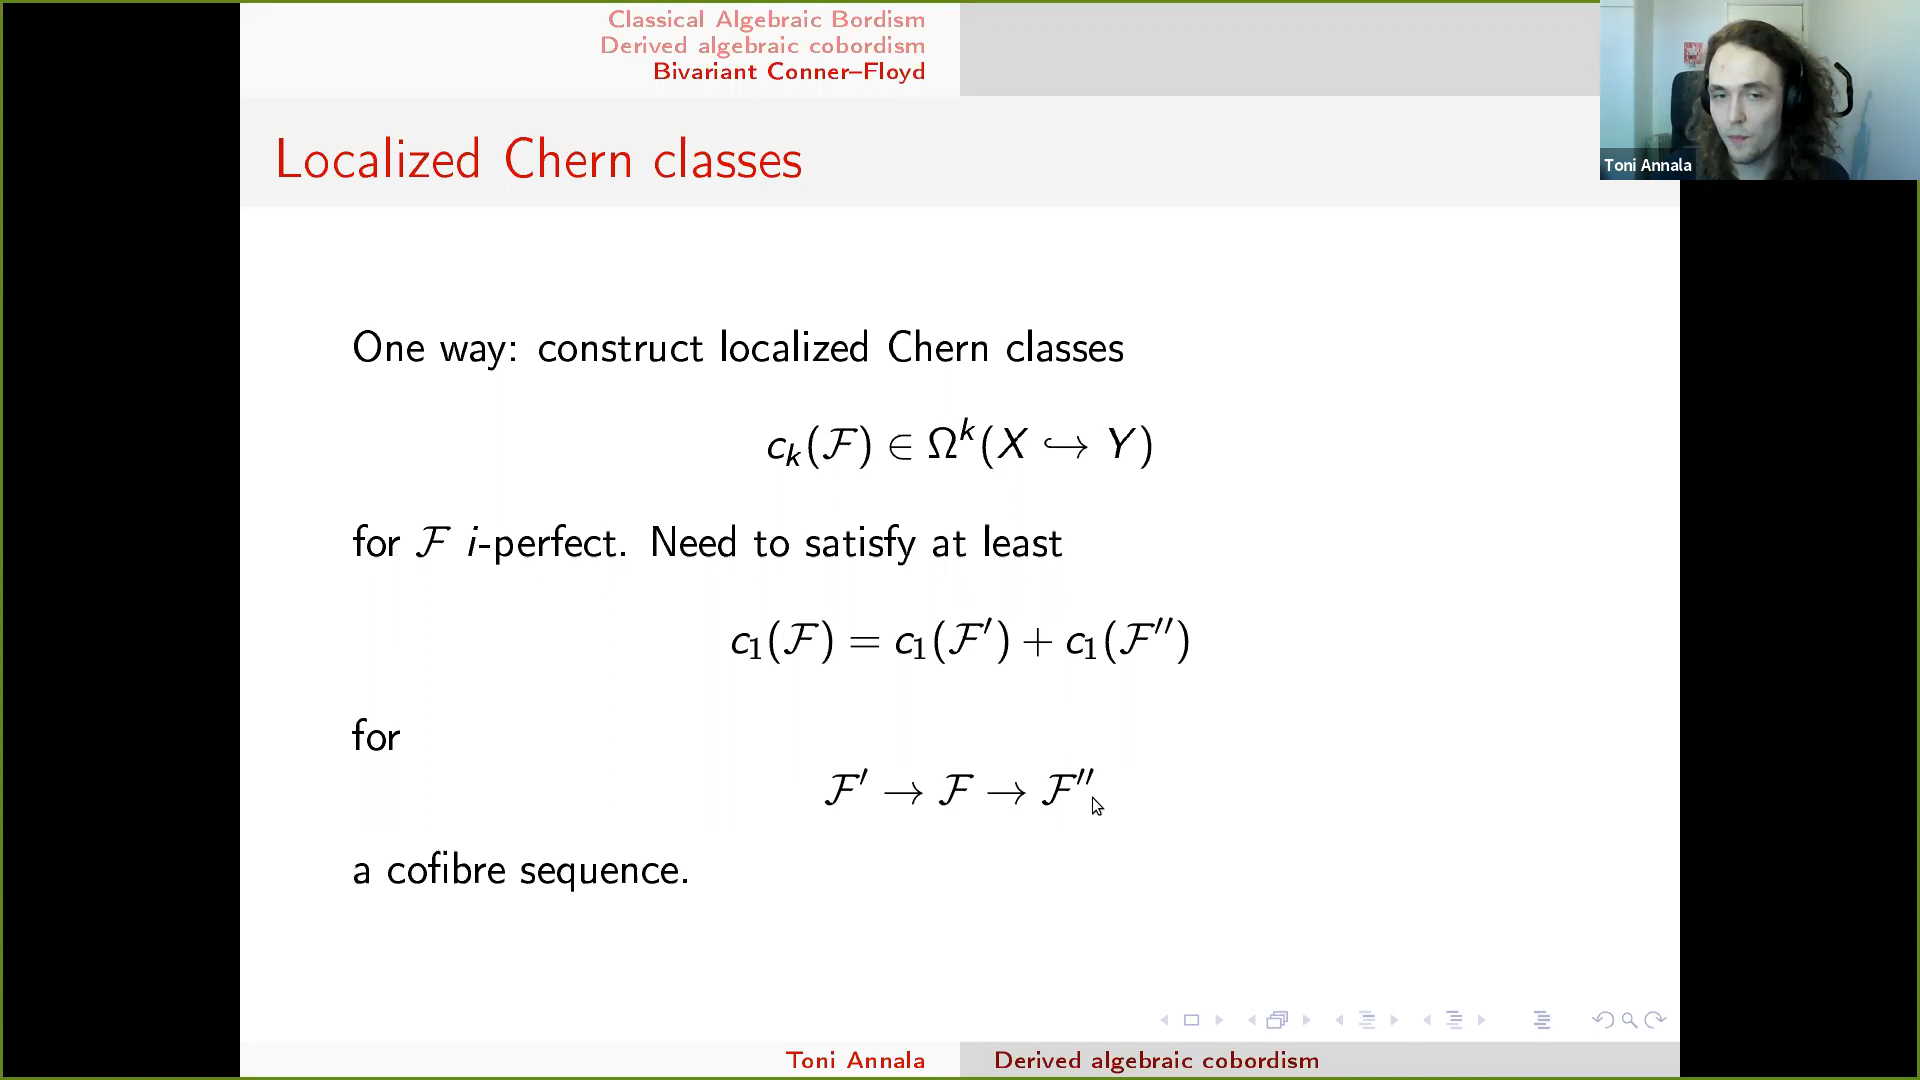 Classical Algebraic Bordism
Derived algebraic cobordism
Bivariant Conner–Floyd
Localized Chern classes
Toni Annala
One way: construct localized Chern classes
c_k(ℱ) ∈ Ω^k(X ↪ Y)
for ℱ i-perfect. Need to satisfy at least
c_1(ℱ) = c_1(ℱ′) + c_1(ℱ′′)
for
ℱ′ → ℱ → ℱ′′
a cofibre sequence.
Toni Annala Derived algebraic cobordism